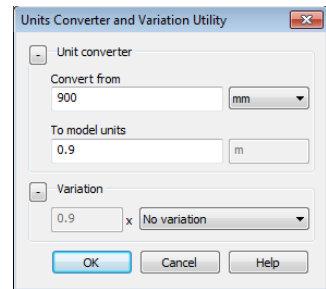 Units Converter and Variation Utility
- Unit converter
Convert from
900 mm
To model units
0.9 m
- Variation
0.9 x No variation
OK Cancel Help